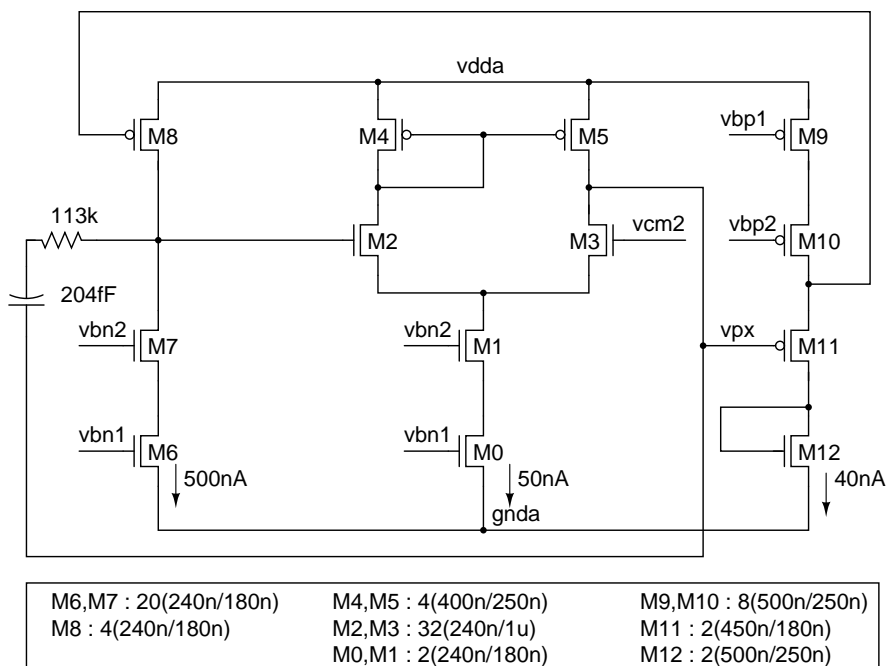 vdda
M8
M4
M5
vbp1
M9
113k
M2
M3
vcm2
vbp2
M10
204fF
vbn2
M7
vbn2
M1
vpx
M11
vbn1
M6
vbn1
M0
M12
500nA
50nA
40nA
gnda
M6,M7 : 20(240n/180n)
M4,M5 : 4(400n/250n)
M9,M10 : 8(500n/250n)
M8 : 4(240n/180n)
M2,M3 : 32(240n/1u)
M11 : 2(450n/180n)
M0,M1 : 2(240n/180n)
M12 : 2(500n/250n)